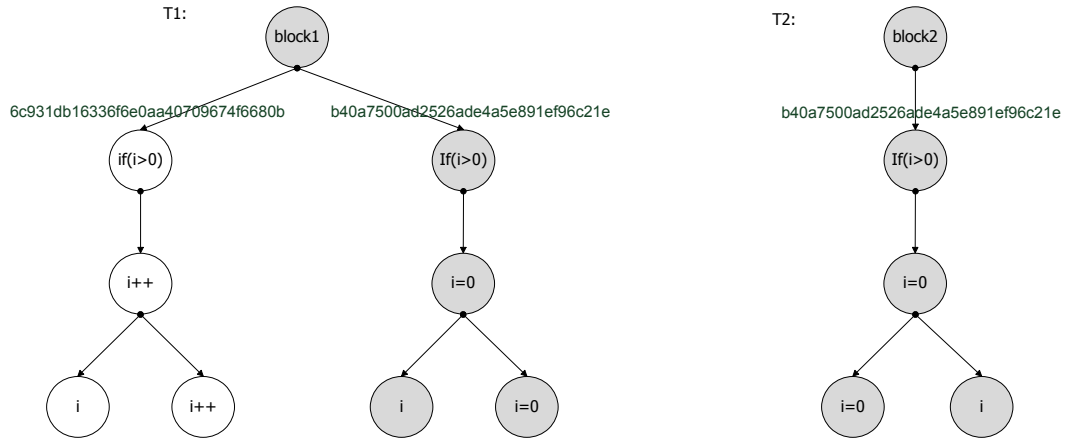 T1:
block1
T2:
block2
6c931db16336f6e0aa40709674f6680b
b40a7500ad2526ade4a5e891ef96c21e
b40a7500ad2526ade4a5e891ef96c21e
if(i>0)
If(i>0)
If(i>0)
i++
i=0
i=0
i
i++
i
i=0
i=0
i